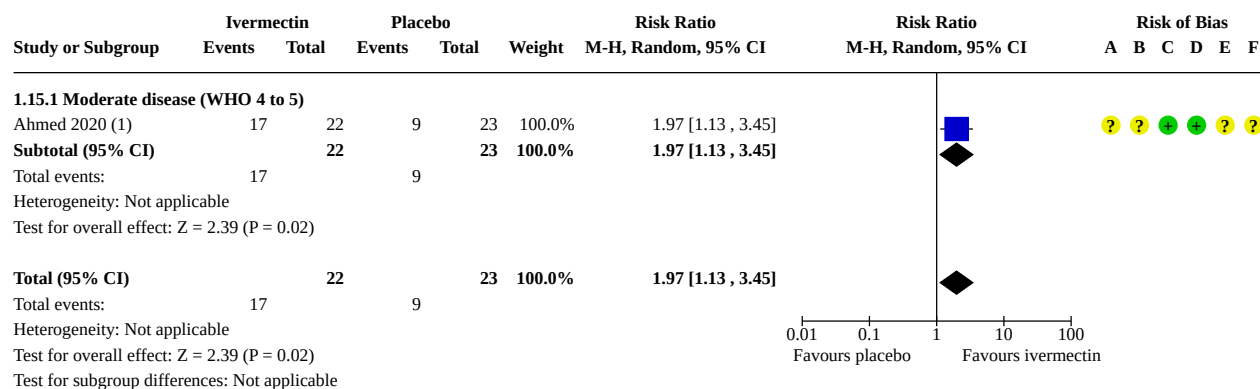 Ivermectin Placebo Risk Ratio Risk Ratio Risk of Bias
Study or Subgroup Events Total Events Total Weight M-H, Random, 95% CI M-H, Random, 95% CI A B C D E F
1.15.1 Moderate disease (WHO 4 to 5)
Ahmed 2020 (1) 17 22 9 23 100.0% 1.97 [1.13 , 3.45] ? ? + + ? ?
Subtotal (95% CI) 22 23 100.0% 1.97 [1.13 , 3.45]
Total events: 17 9
Heterogeneity: Not applicable
Test for overall effect: Z = 2.39 (P = 0.02)
Total (95% CI) 22 23 100.0% 1.97 [1.13 , 3.45]
Total events: 17 9
Heterogeneity: Not applicable
0.01 0.1 1 10 100
Test for overall effect: Z = 2.39 (P = 0.02) Favours placebo Favours ivermectin
Test for subgroup differences: Not applicable